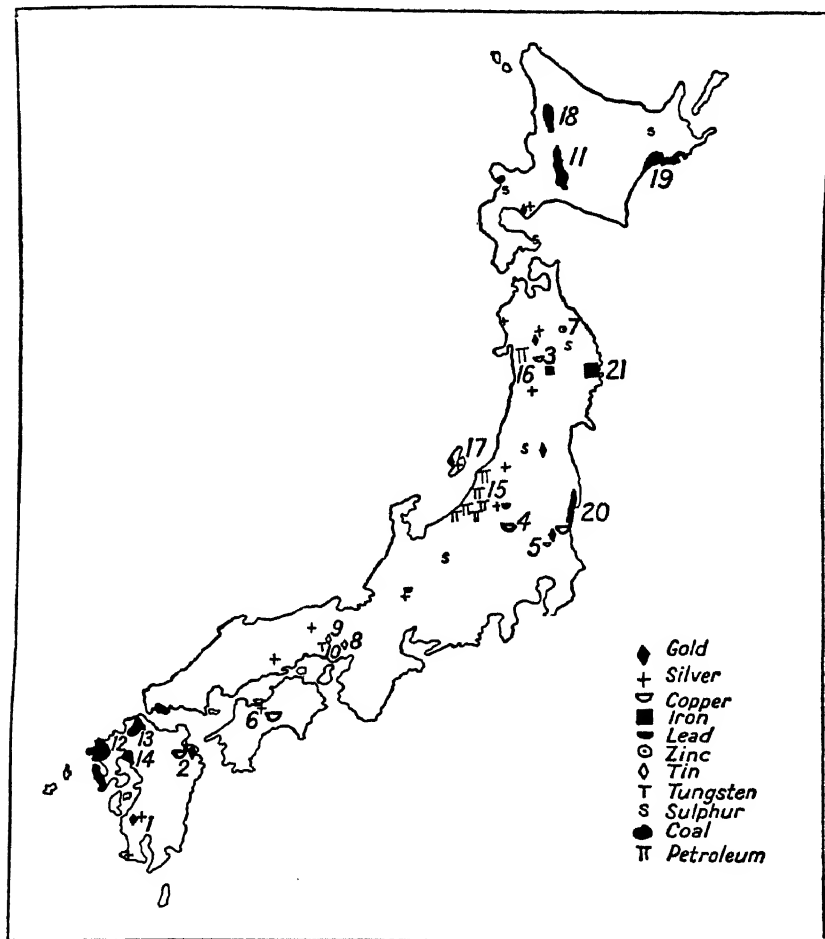 18
11
19
S
S
S
7
S
3
16
21
17
S
15
20
4
5
S
9
8
10
T
6
12
13
14
2
1
Gold
Silver
Copper
Iron
Lead
Zinc
Tin
T Tungsten
S Sulphur
Coal
Petroleum